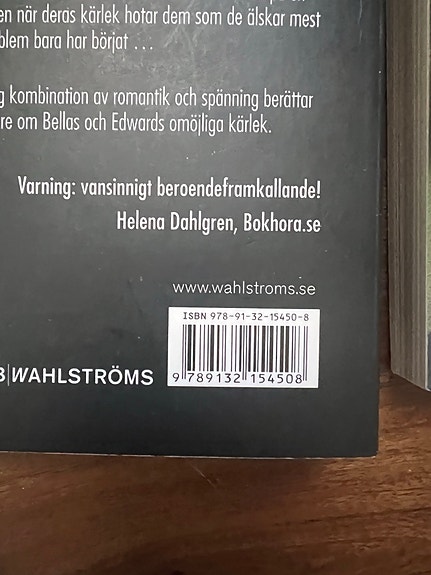 en när deras kärlek hotar dem som de älskar mest
blem bara har börjat …
g kombination av romantik och spänning berättar
re om Bellas och Edwards omöjliga kärlek.
Varning: vansinnigt beroendeframkallande!
Helena Dahlgren, Bokhora.se
www.wahlstroms.se
ISBN 978-91-32-15450-8
B|WAHLSTRÖMS
9 789132 154508